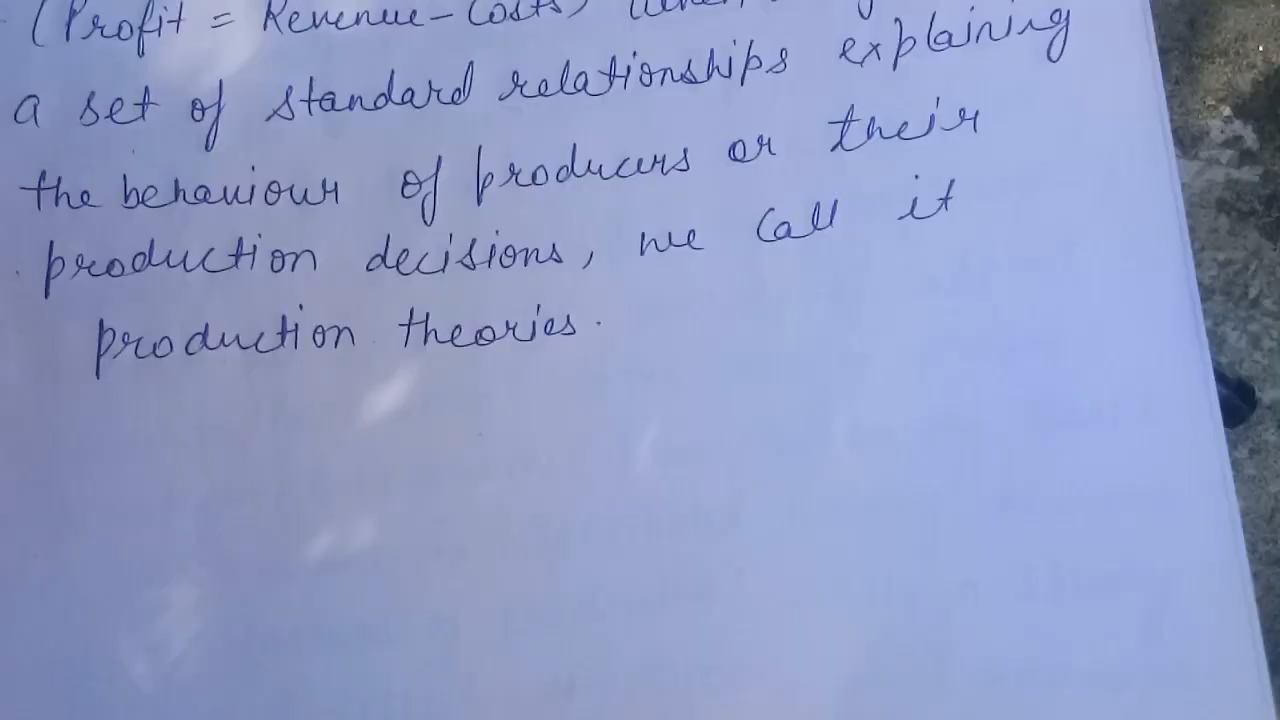 (Profit = Revenue - Costs)
a set of standard relationships explaining
the behaviour of producers or their
production decisions, we call it
production theories.